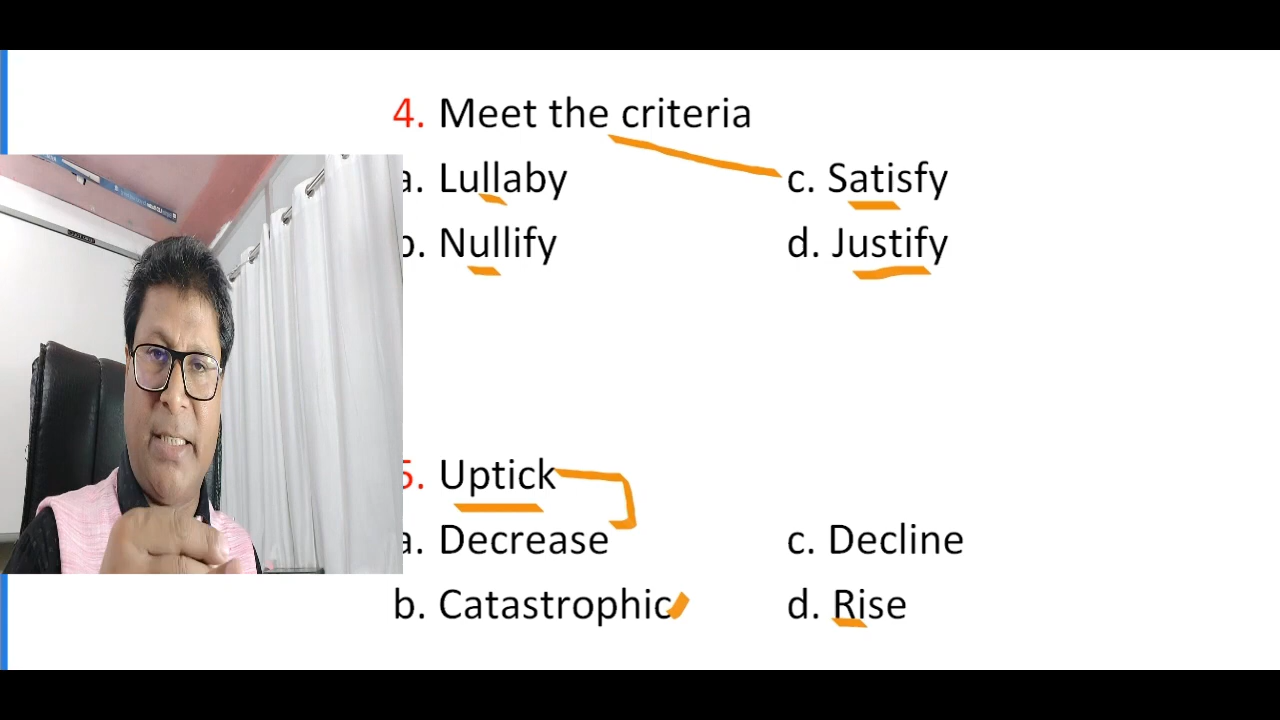 4. Meet the criteria
a. Lullaby c. Satisfy
b. Nullify d. Justify
5. Uptick
a. Decrease c. Decline
b. Catastrophic d. Rise